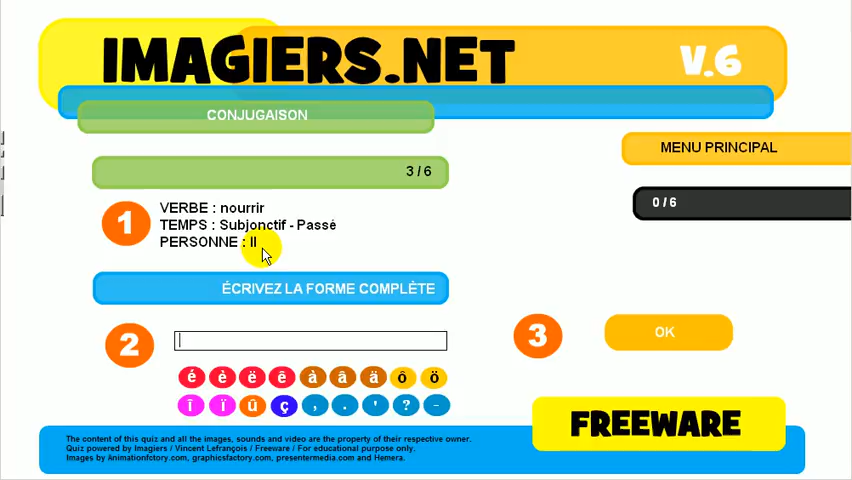 IMAGIERS.NET
V.6
CONJUGAISON
MENU PRINCIPAL
3 / 6
0 / 6
1
VERBE : nourrir
TEMPS : Subjonctif - Passé
PERSONNE : Il
ÉCRIVEZ LA FORME COMPLÈTE
2
3
OK
é è ë ê à â ä ô ö
î ï û ç , . ' ? -
FREEWARE
The content of this quiz and all the images, sounds and video are the property of their respective owner.
Quiz powered by Imagiers / Vincent Lefrançois / Freeware / For educational purpose only.
Images by Animationfctory.com, graphicsfactory.com, presentermedia.com and Hemera.